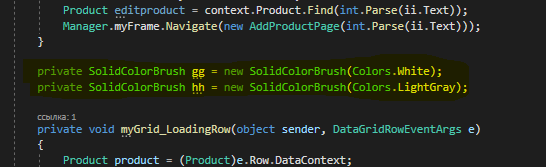 Product editproduct = context.Product.Find(int.Parse(ii.Text));
Manager.myFrame.Navigate(new AddProductPage(int.Parse(ii.Text)));
}
private SolidColorBrush gg = new SolidColorBrush(Colors.White);
private SolidColorBrush hh = new SolidColorBrush(Colors.LightGray);
ссылка: 1
private void myGrid_LoadingRow(object sender, DataGridRowEventArgs e)
{
Product product = (Product)e.Row.DataContext;